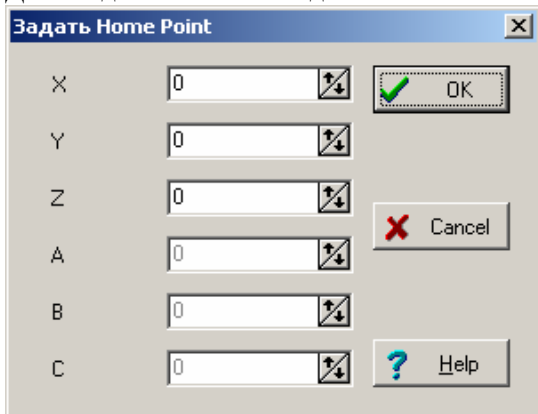 Задать Home Point
X 0 OK
Y 0
Z 0
Cancel
A 0
B 0
C 0 Help